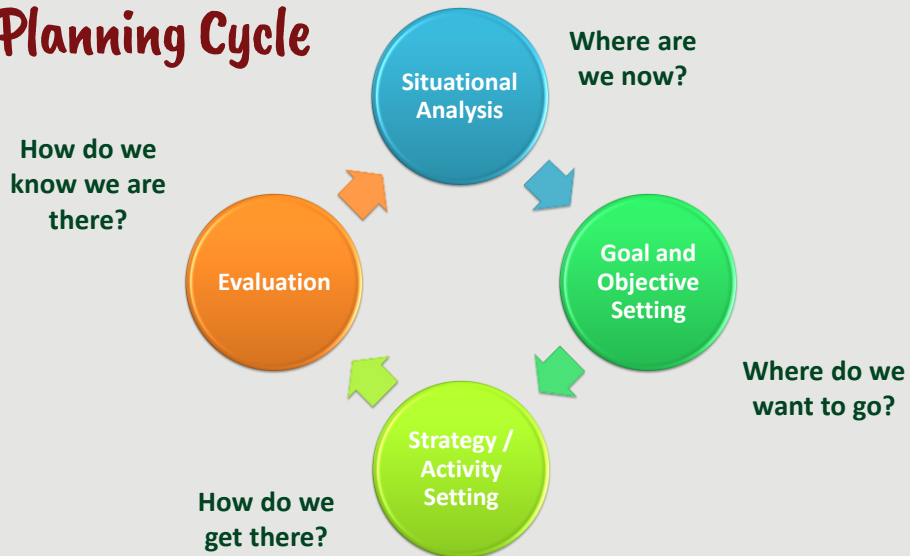 Planning Cycle
Situational
Analysis
Where are
we now?
Goal and
Objective
Setting
Where do we
want to go?
Strategy /
Activity
Setting
How do we
get there?
Evaluation
How do we
know we are
there?